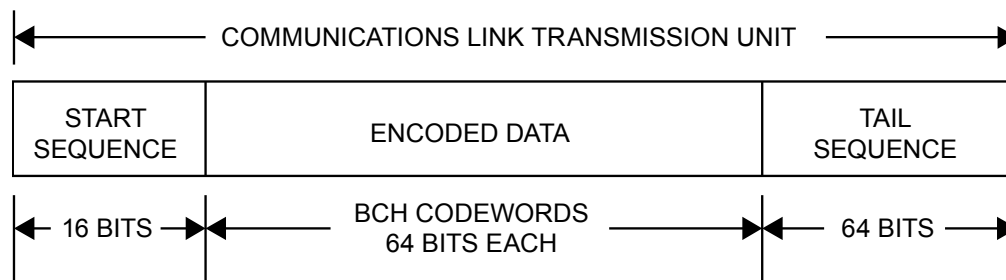 COMMUNICATIONS LINK TRANSMISSION UNIT
START
SEQUENCE
ENCODED DATA
TAIL
SEQUENCE
16 BITS
BCH CODEWORDS
64 BITS EACH
64 BITS